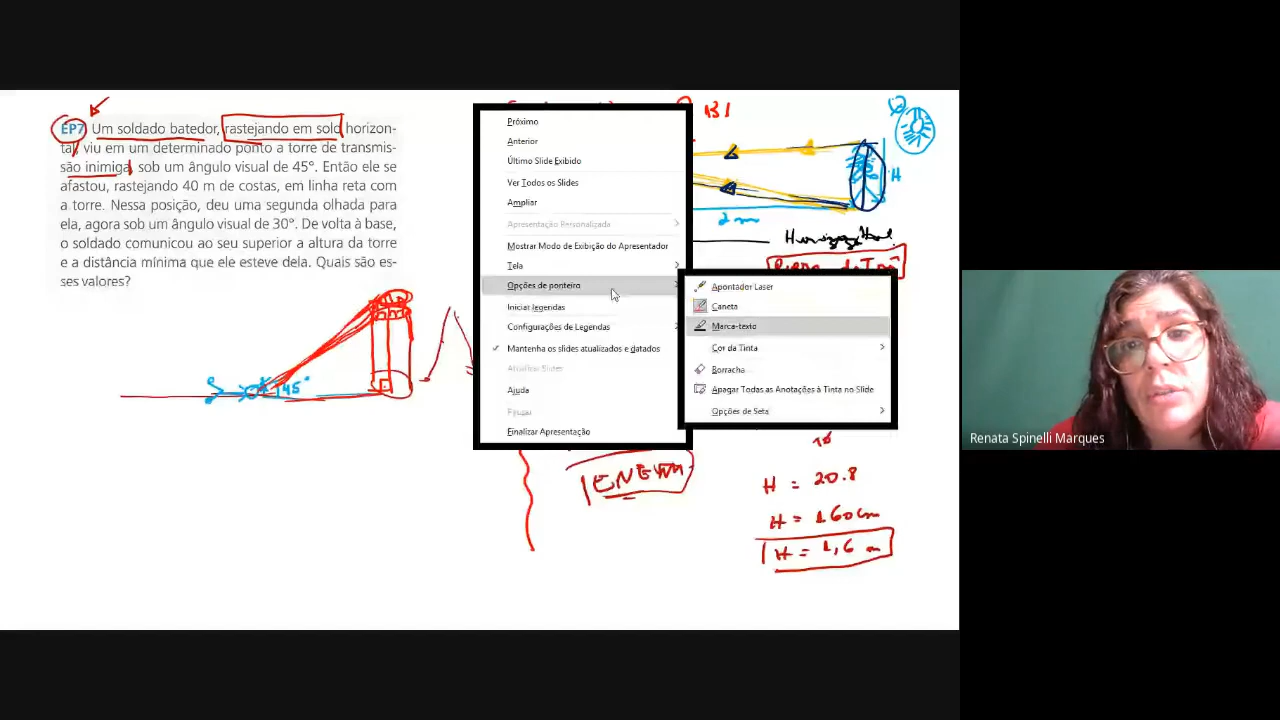 EP7 Um soldado batedor, rastejando em solo horizon-
tal, viu em um determinado ponto a torre de transmis-
são inimiga, sob um ângulo visual de 45°. Então ele se
afastou, rastejando 40 m de costas, em linha reta com
a torre. Nessa posição, deu uma segunda olhada para
ela, agora sob um ângulo visual de 30°. De volta à base,
o soldado comunicou ao seu superior a altura da torre
e a distância mínima que ele esteve dela. Quais são es-
ses valores?
45°
Próximo
Anterior
Último Slide Exibido
Ver Todos os Slides
Ampliar
Apresentação Personalizada
Mostrar Modo de Exibição do Apresentador
Tela
Opções de ponteiro
Iniciar legendas
Configurações de Legendas
Mantenha os slides atualizados e datados
Atualizar Slides
Ajuda
Pausar
Finalizar Apresentação
Apontador Laser
Caneta
Marca-texto
Cor da Tinta
Borracha
Apagar Todas as Anotações à Tinta no Slide
Opções de Seta
H
2 m
Horizontal
ENEM
H = 20.8
H = 160cm
H = 1,6 m
Renata Spinelli Marques